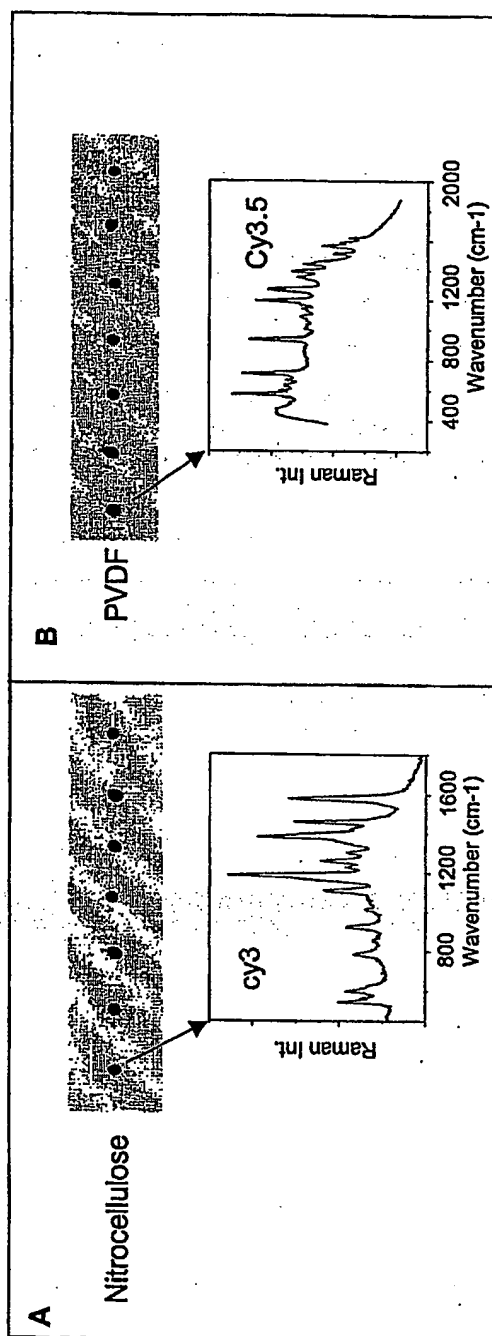 A
Nitrocellulose
Raman Int.
cy3
800
1200
1600
Wavenumber (cm-1)
B
PVDF
Raman Int.
Cy3.5
400
800
1200
2000
Wavenumber (cm-1)